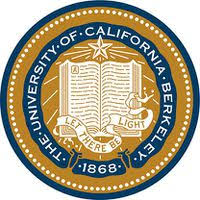 ·THE·UNIVERSITY·OF·CALIFORNIA·BERKELEY·
A
LET THERE BE
LIGHT
·1868·